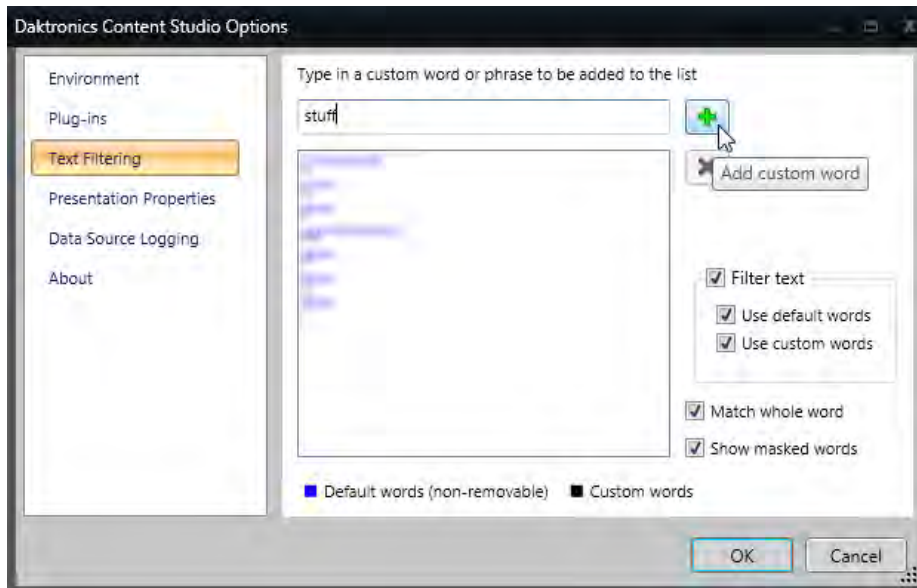 Daktronics Content Studio Options
Environment
Plug-ins
Text Filtering
Presentation Properties
Data Source Logging
About
Type in a custom word or phrase to be added to the list
stuff
Add custom word
Filter text
Use default words
Use custom words
Match whole word
Show masked words
Default words (non-removable) Custom words
OK Cancel